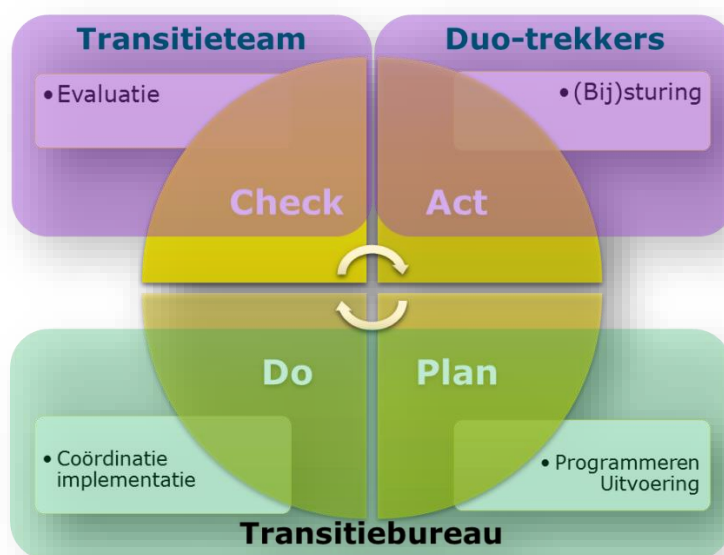 Transitieteam
Duo-trekkers
• Evaluatie
• (Bij)sturing
Check
Act
Do
Plan
• Coördinatie
implementatie
• Programmeren
Uitvoering
Transitiebureau